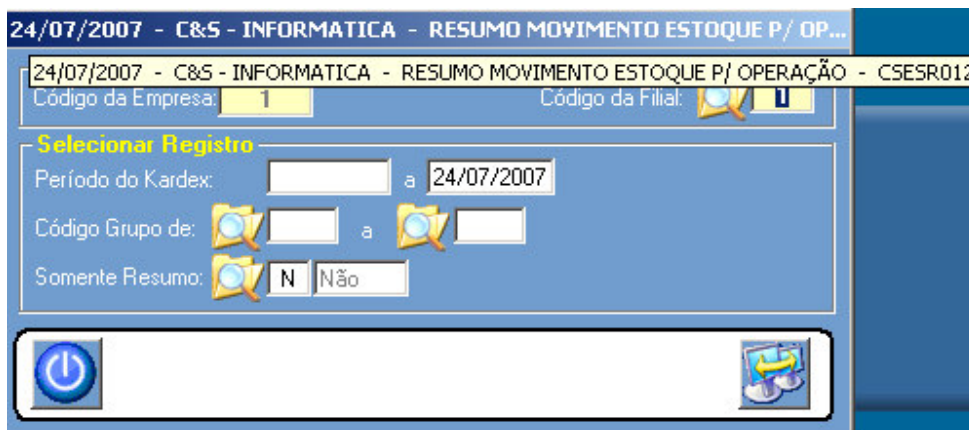 24/07/2007 - C&S - INFORMATICA - RESUMO MOVIMENTO ESTOQUE P/ OP...
24/07/2007 - C&S - INFORMATICA - RESUMO MOVIMENTO ESTOQUE P/ OPERAÇÃO - CSESR012
Código da Empresa: 1 Código da Filial: 1
Selecionar Registro
Período do Kardex: a 24/07/2007
Código Grupo de: a
Somente Resumo: N Não